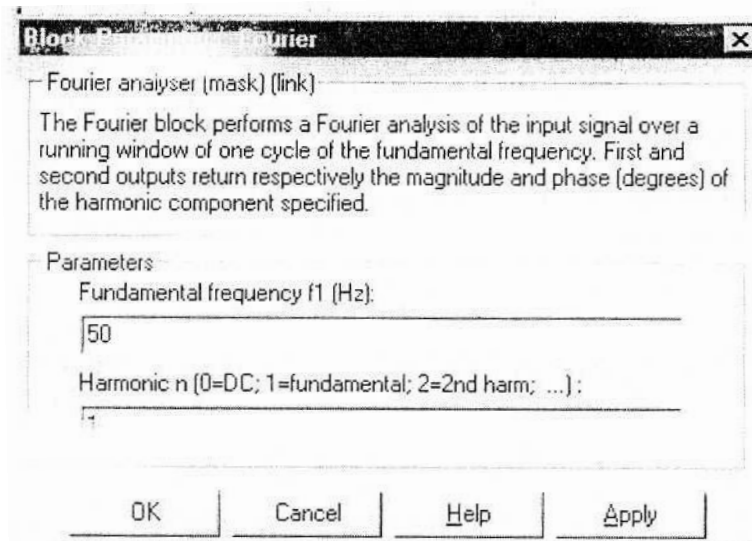 Block Fourier
Fourier analyser (mask) (link)
The Fourier block performs a Fourier analysis of the input signal over a
running window of one cycle of the fundamental frequency. First and
second outputs return respectively the magnitude and phase (degrees) of
the harmonic component specified.
Parameters
Fundamental frequency f1 (Hz):
50
Harmonic n (0=DC; 1=fundamental; 2=2nd harm; ...) :
1
OK
Cancel
Help
Apply